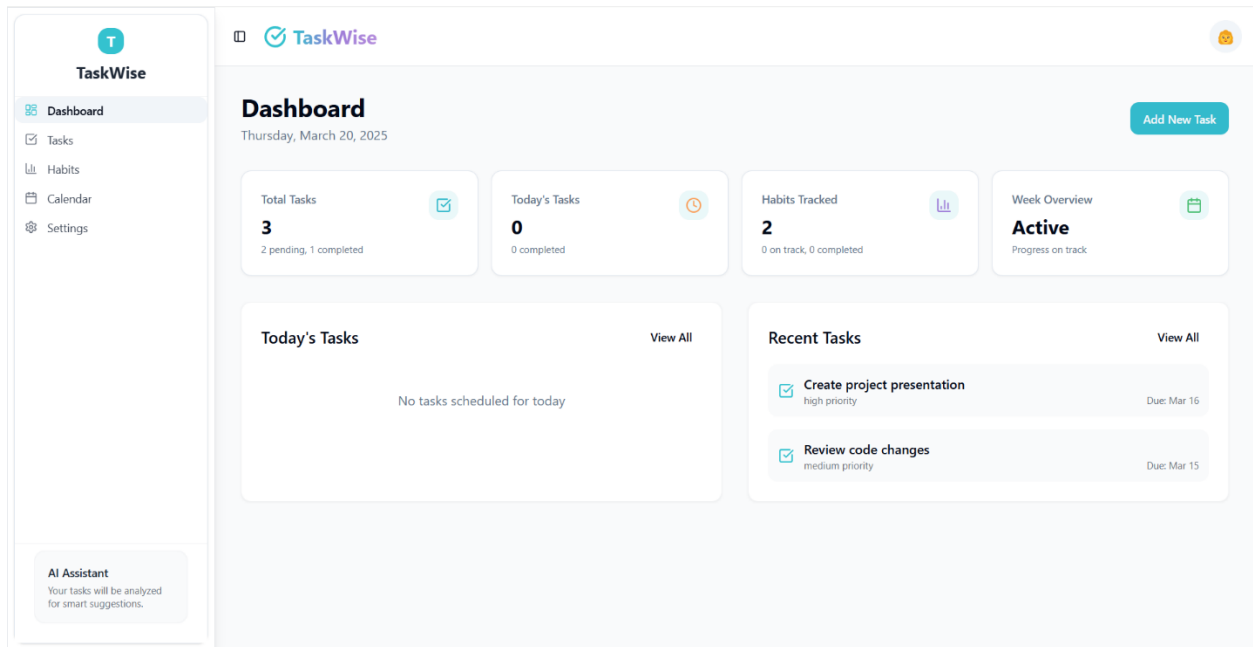 T
TaskWise
Dashboard
Tasks
Habits
Calendar
Settings
AI Assistant
Your tasks will be analyzed
for smart suggestions.
TaskWise
Dashboard
Thursday, March 20, 2025
Add New Task
Total Tasks
3
2 pending, 1 completed
Today's Tasks
0
0 completed
Habits Tracked
2
0 on track, 0 completed
Week Overview
Active
Progress on track
Today's Tasks
View All
No tasks scheduled for today
Recent Tasks
View All
Create project presentation
high priority
Due: Mar 16
Review code changes
medium priority
Due: Mar 15